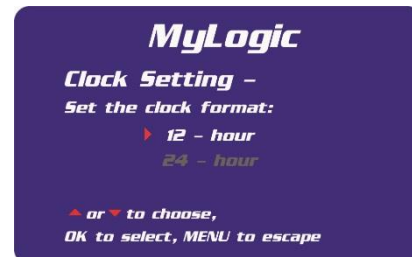 MyLogic
Clock Setting –
Set the clock format:
12 – hour
24 – hour
or to choose,
OK to select, MENU to escape